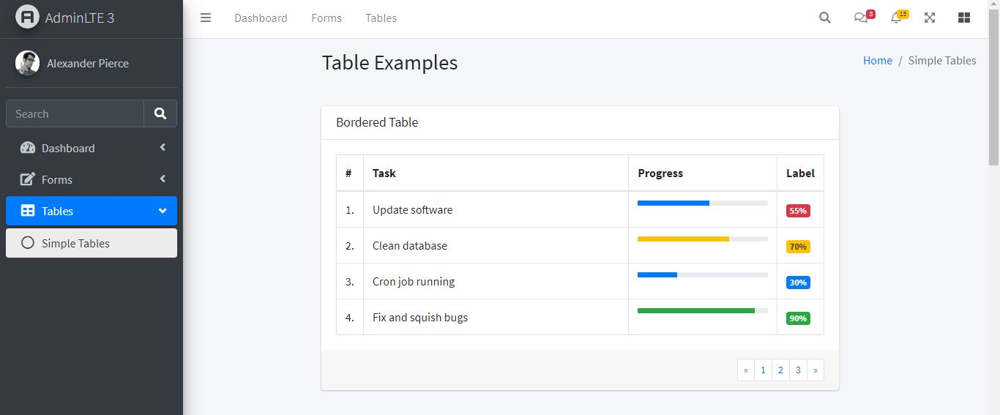 AdminLTE 3
Dashboard Forms Tables
3
15
Alexander Pierce
Table Examples
Home / Simple Tables
Search
Dashboard
Forms
Tables
Simple Tables
Bordered Table
# Task Progress Label
1. Update software 55%
2. Clean database 70%
3. Cron job running 30%
4. Fix and squish bugs 90%
« 1 2 3 »